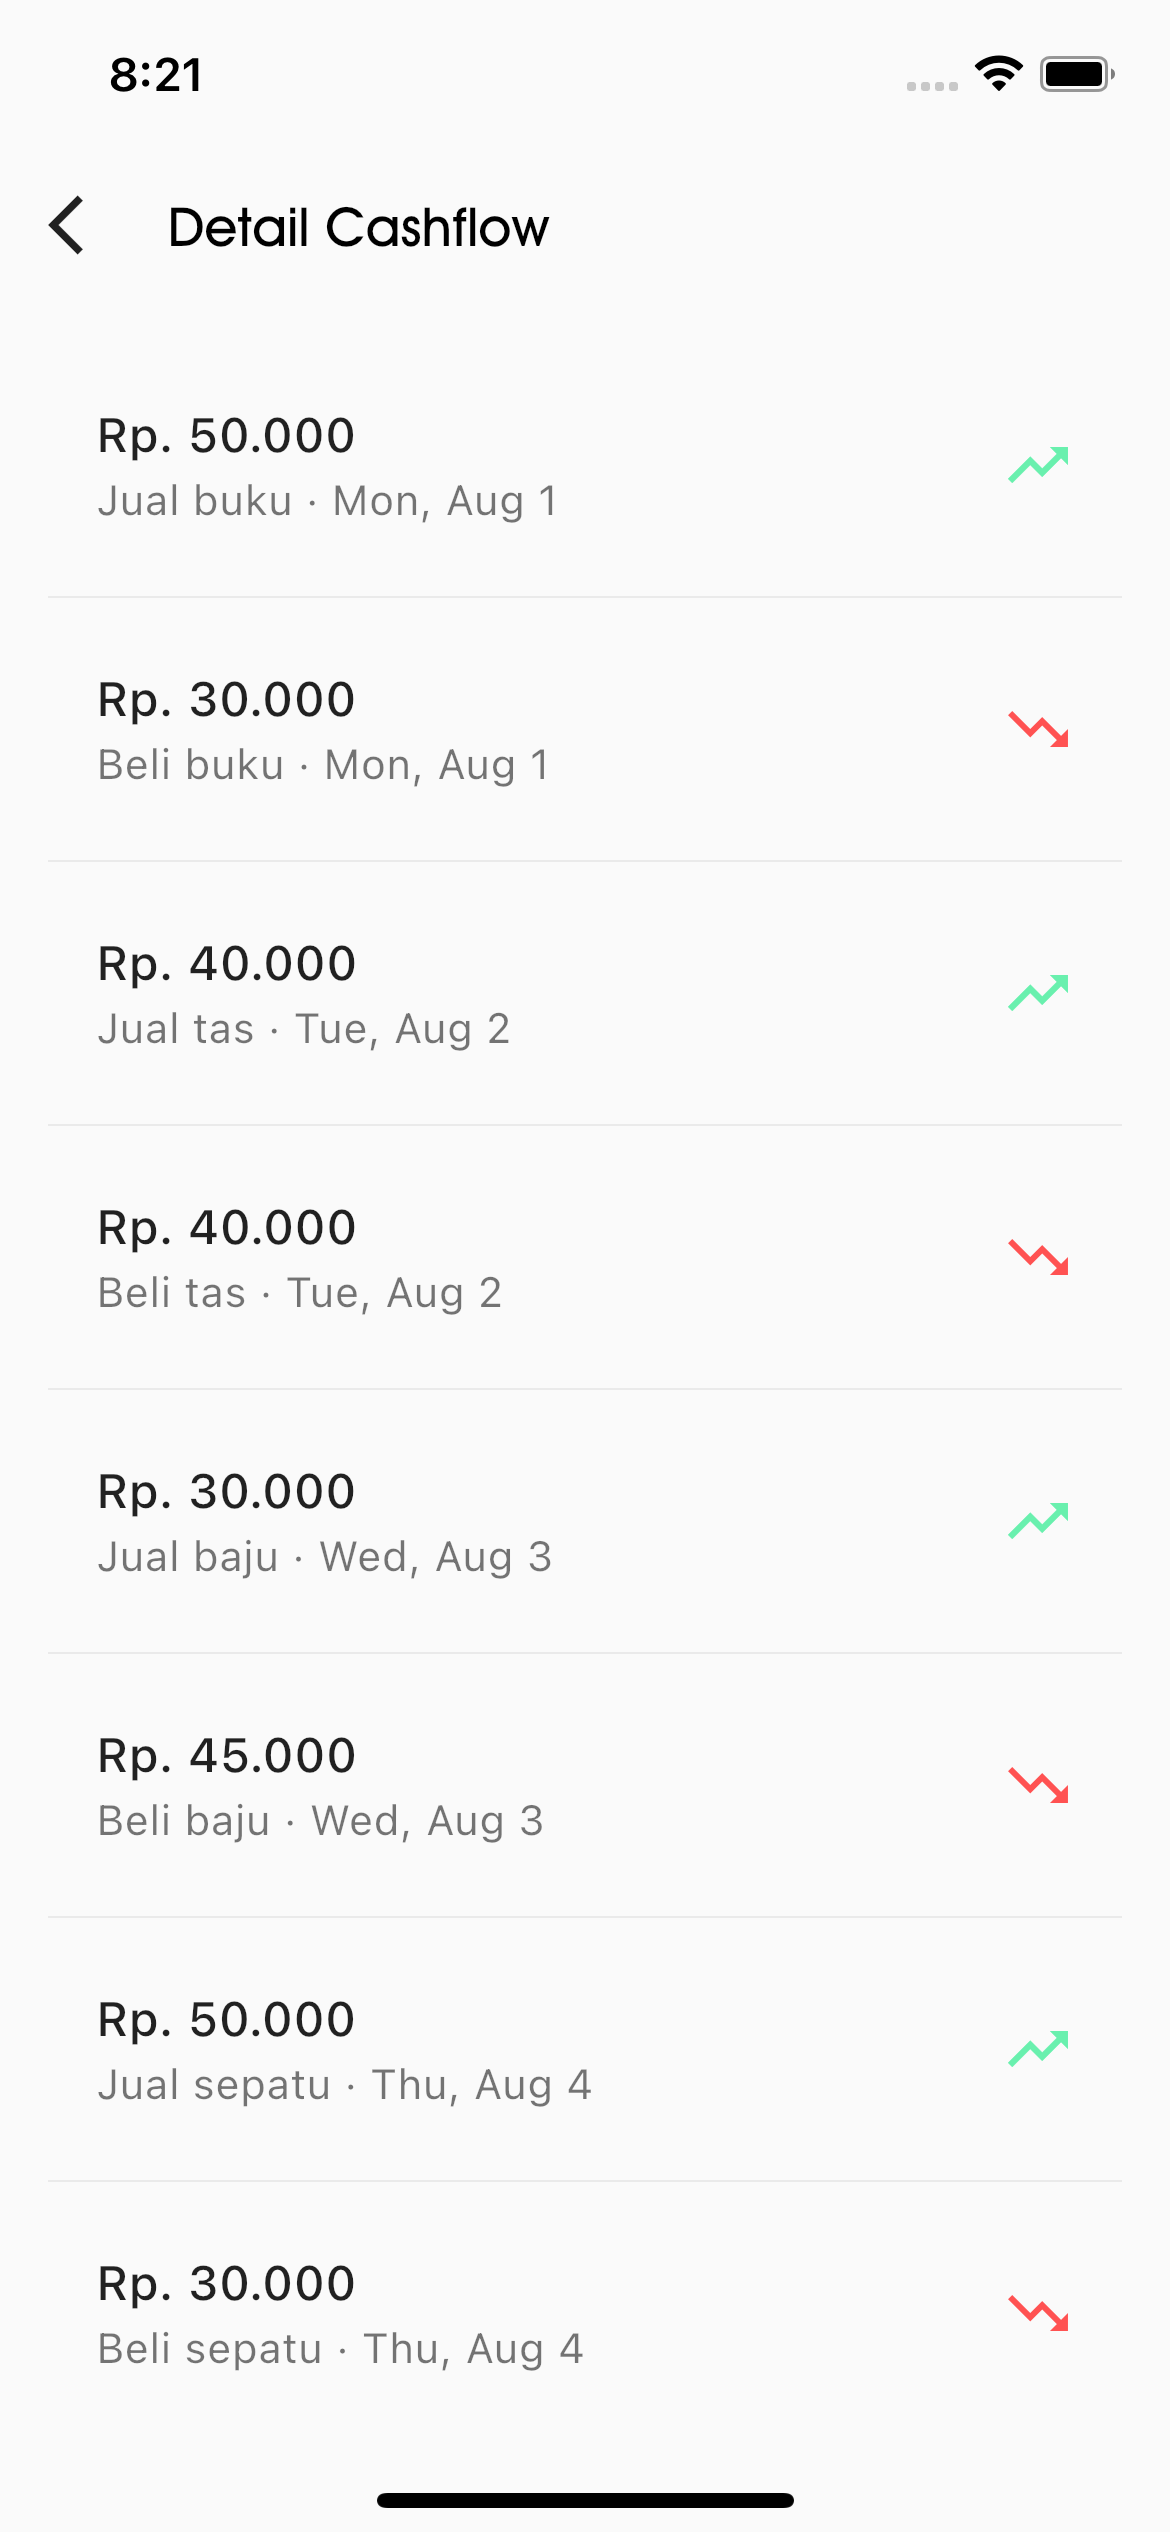 8:21
Detail Cashflow
Rp. 50.000
Jual buku · Mon, Aug 1
Rp. 30.000
Beli buku · Mon, Aug 1
Rp. 40.000
Jual tas · Tue, Aug 2
Rp. 40.000
Beli tas · Tue, Aug 2
Rp. 30.000
Jual baju · Wed, Aug 3
Rp. 45.000
Beli baju · Wed, Aug 3
Rp. 50.000
Jual sepatu · Thu, Aug 4
Rp. 30.000
Beli sepatu · Thu, Aug 4